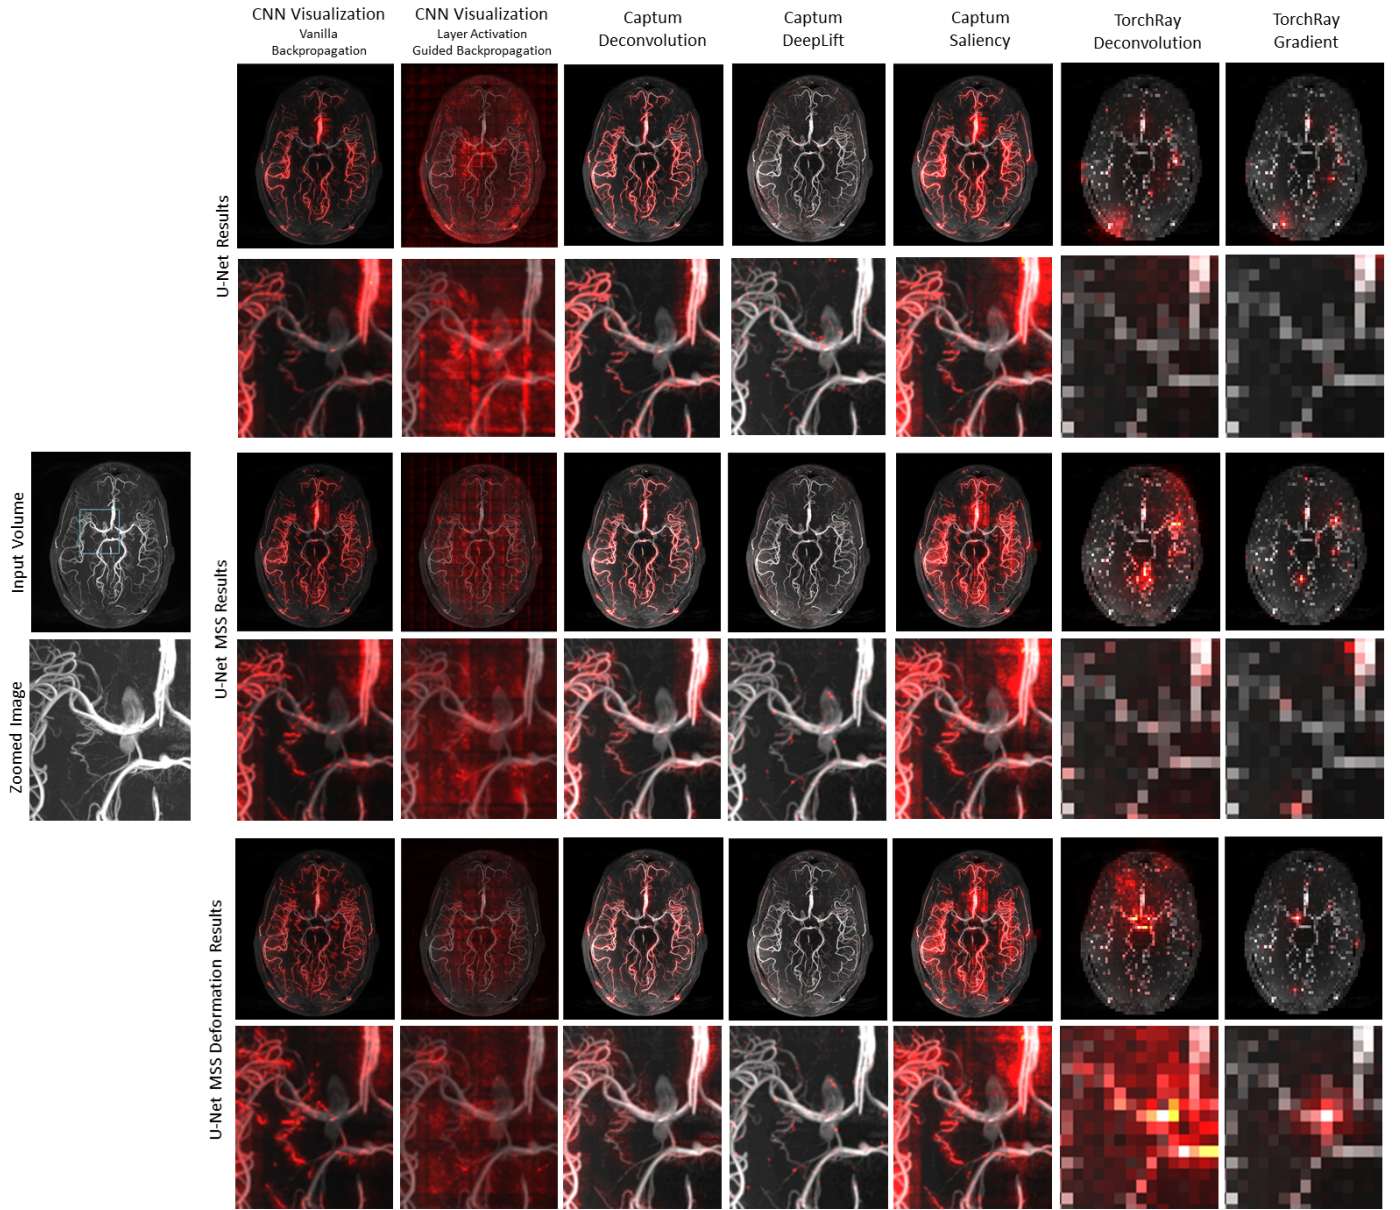 CNN Visualization
Vanilla
Backpropagation
CNN Visualization
Layer Activation
Guided Backpropagation
Captum
Deconvolution
Captum
DeepLift
Captum
Saliency
TorchRay
Deconvolution
TorchRay
Gradient
U-Net Results
Input Volume
U-Net MSS Results
Zoomed Image
U-Net MSS Deformation Results